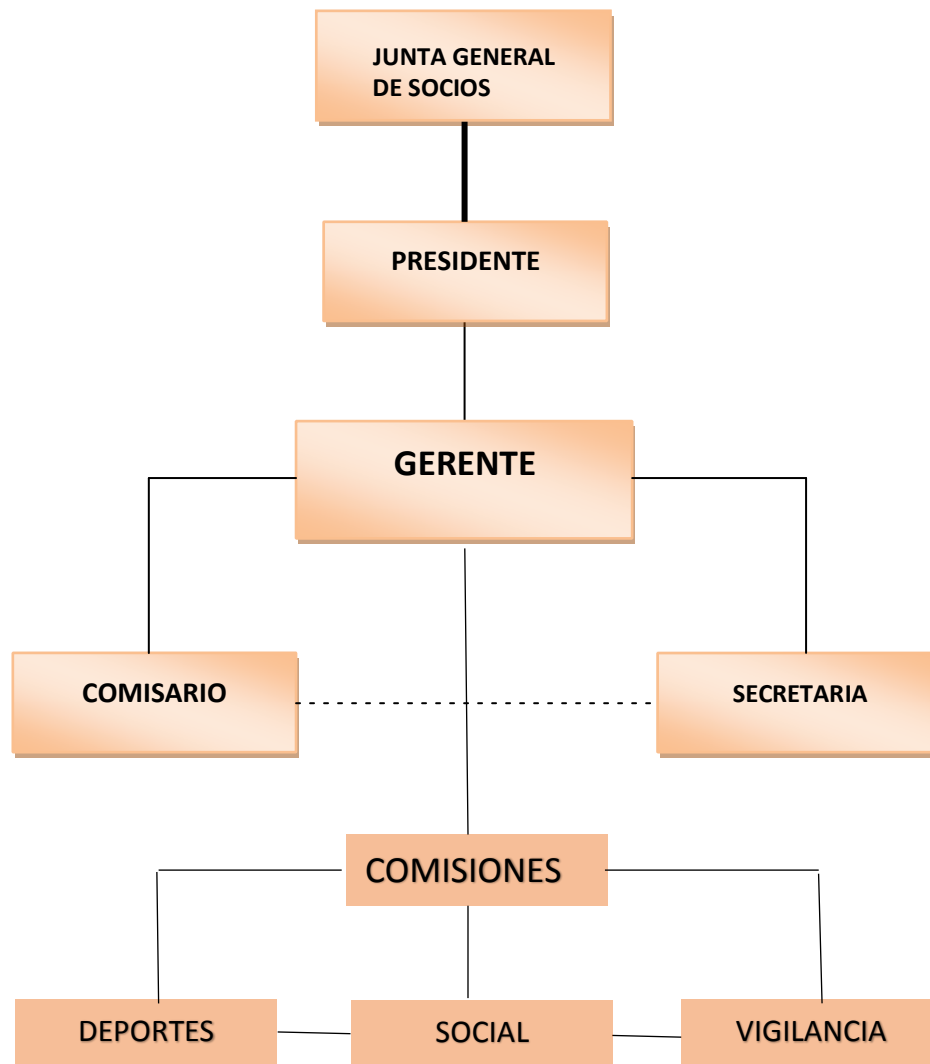 JUNTA GENERAL
DE SOCIOS
PRESIDENTE
GERENTE
COMISARIO
SECRETARIA
COMISIONES
DEPORTES
SOCIAL
VIGILANCIA